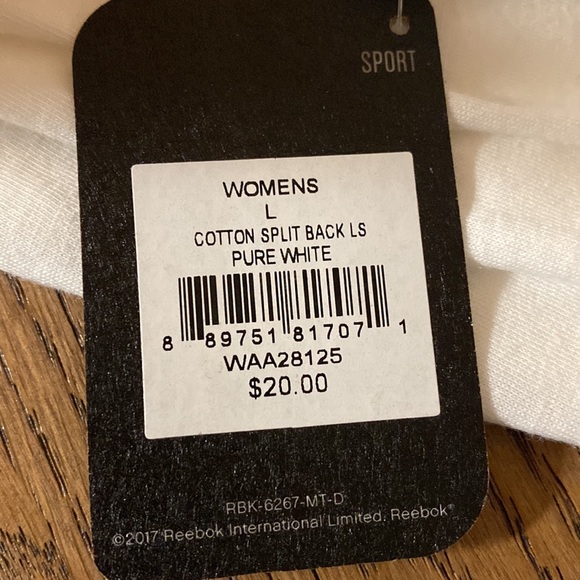 SPORT
WOMENS
L
COTTON SPLIT BACK LS
PURE WHITE
8 89751 81707 1
WAA28125
$20.00
RBK-6267-MT-D
©2017 Reebok International Limited. Reebok®